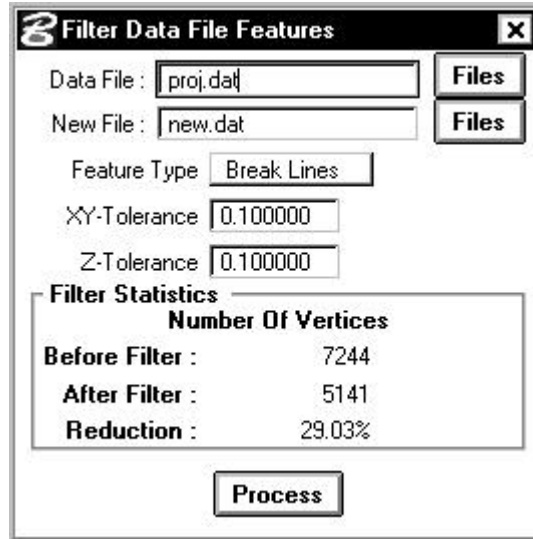 Filter Data File Features
Data File : proj.dat Files
New File : new.dat Files
Feature Type Break Lines
XY-Tolerance 0.100000
Z-Tolerance 0.100000
Filter Statistics
Number Of Vertices
Before Filter : 7244
After Filter : 5141
Reduction : 29.03%
Process